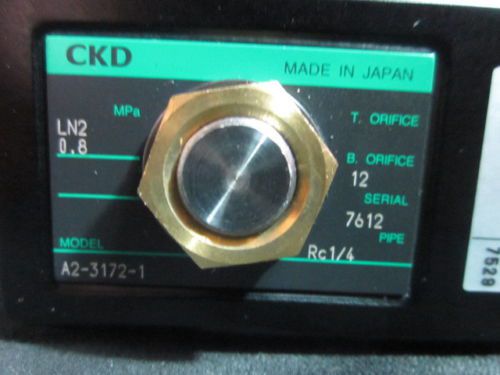 CKD
MADE IN JAPAN
MPa
T. ORIFICE
LN2
0.8
B. ORIFICE
12
SERIAL
7612
PIPE
MODEL
Rc1/4
A2-3172-1
7529